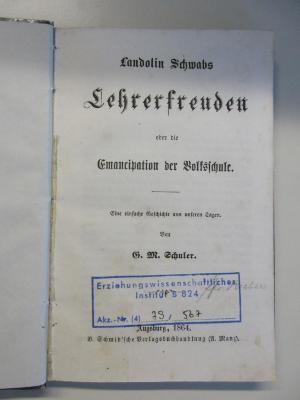 Landolin Schwabs
Lehrerfreuden
oder die
Emancipation der Volksschule.
Eine einfache Geschichte aus unseren Tagen.
Von
G. M. Schuler.
Erziehungswissenschaftliches
Institut B 824
Akz.-Nr. (4) 79, 567
Augsburg, 1864.
B. Schmid'sche Verlagsbuchhandlung (A. Manz).